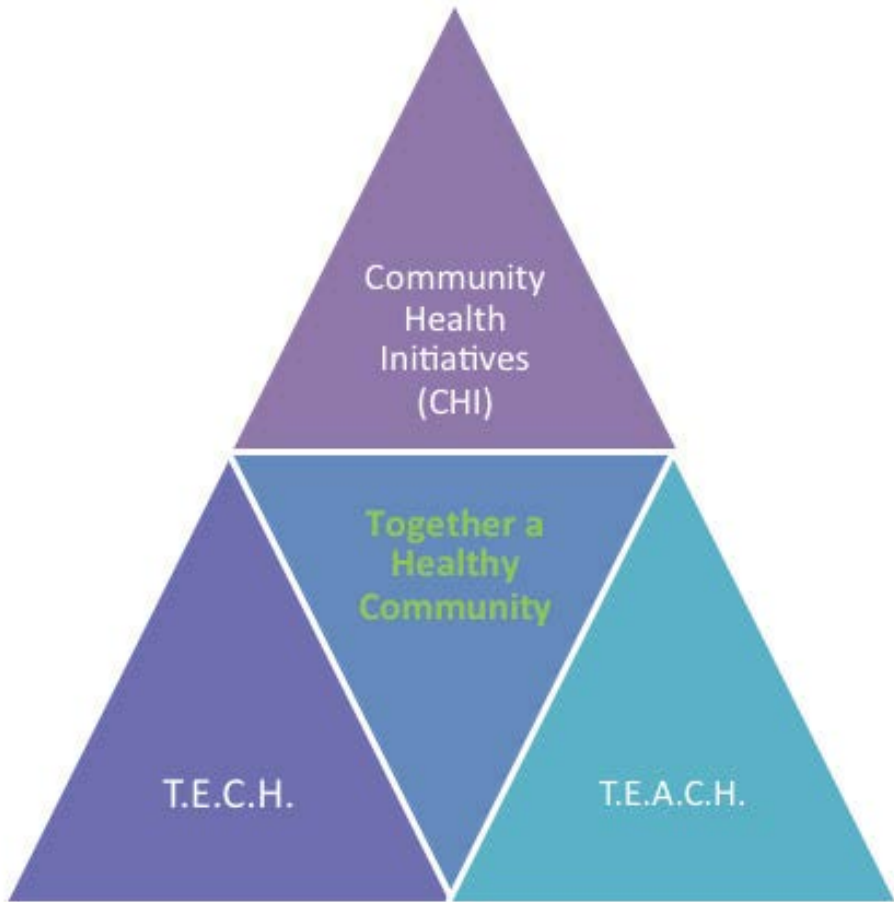 Community
Health
Initiatives
(CHI)
Together a
Healthy
Community
T.E.C.H.
T.E.A.C.H.